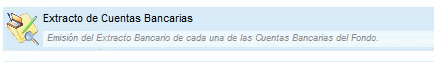 Extracto de Cuentas Bancarias
Emisión del Extracto Bancario de cada una de las Cuentas Bancarias del Fondo.